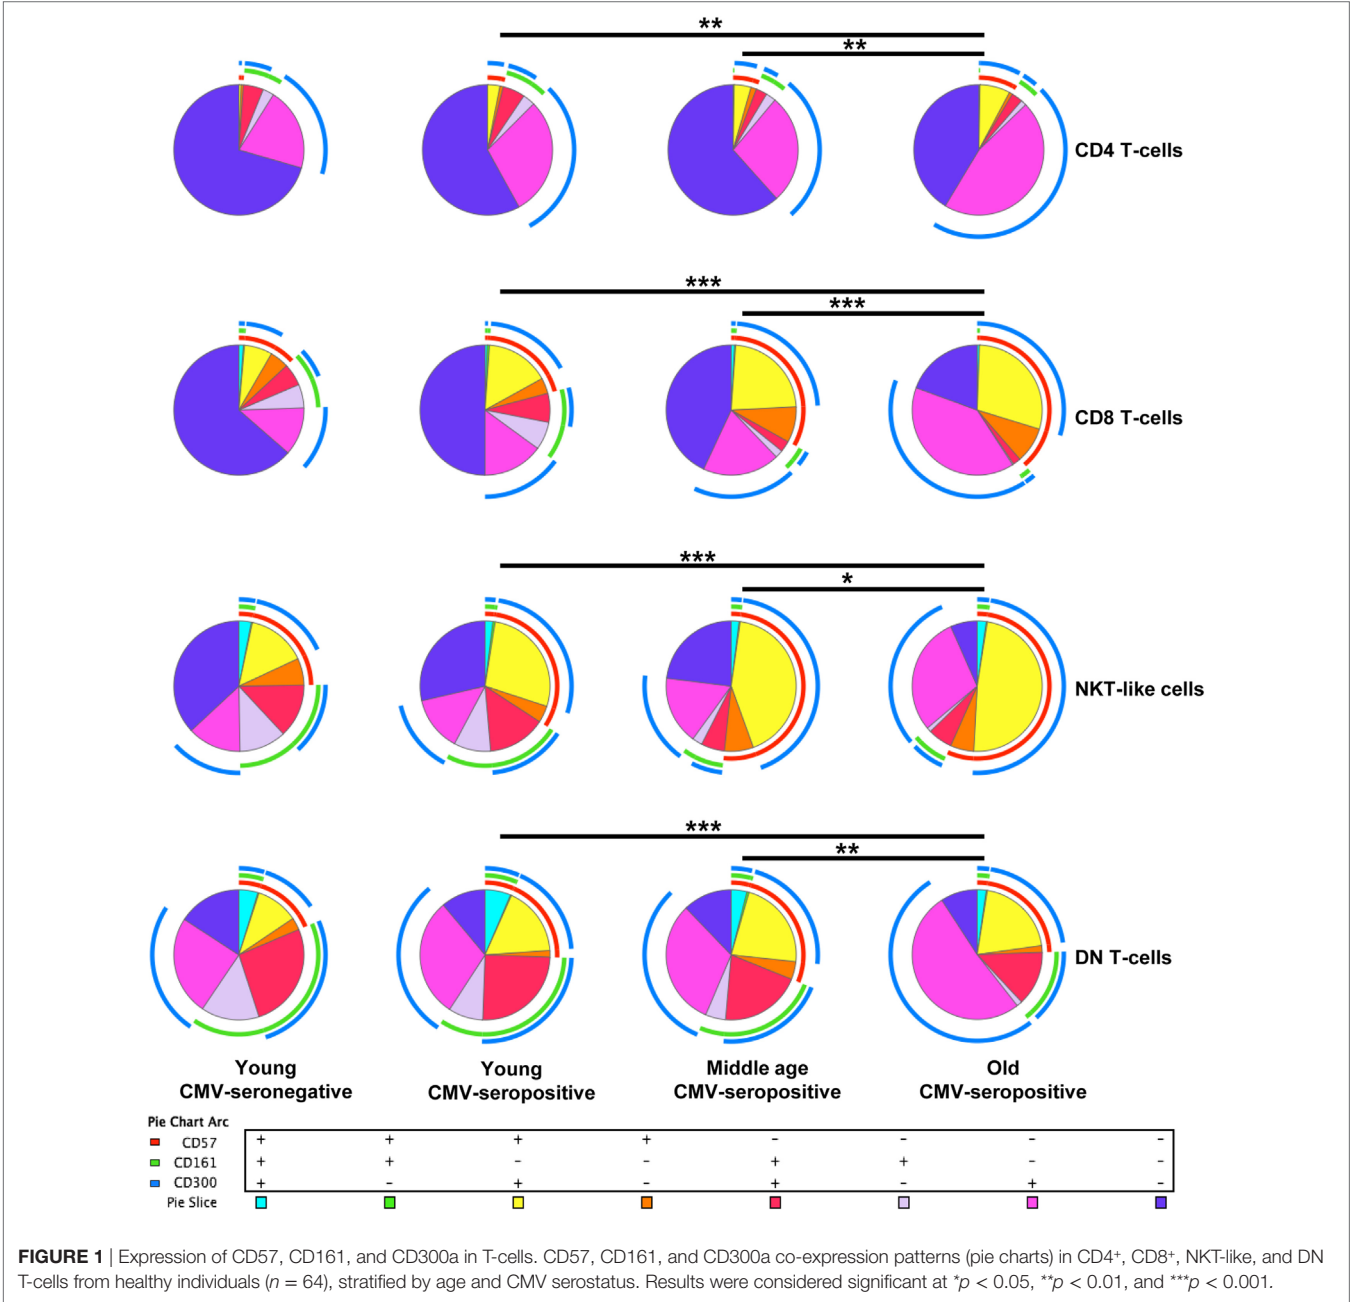 **
**
CD4 T-cells
***
***
CD8 T-cells
***
*
NKT-like cells
***
**
DN T-cells
Young
CMV-seronegative
Young
CMV-seropositive
Middle age
CMV-seropositive
Old
CMV-seropositive
Pie Chart Arc
CD57 + + + + – – – –
CD161 + + – – + + – –
CD300 + – + – + – + –
Pie Slice
FIGURE 1 | Expression of CD57, CD161, and CD300a in T-cells. CD57, CD161, and CD300a co-expression patterns (pie charts) in CD4⁺, CD8⁺, NKT-like, and DN
T-cells from healthy individuals (n = 64), stratified by age and CMV serostatus. Results were considered significant at *p < 0.05, **p < 0.01, and ***p < 0.001.